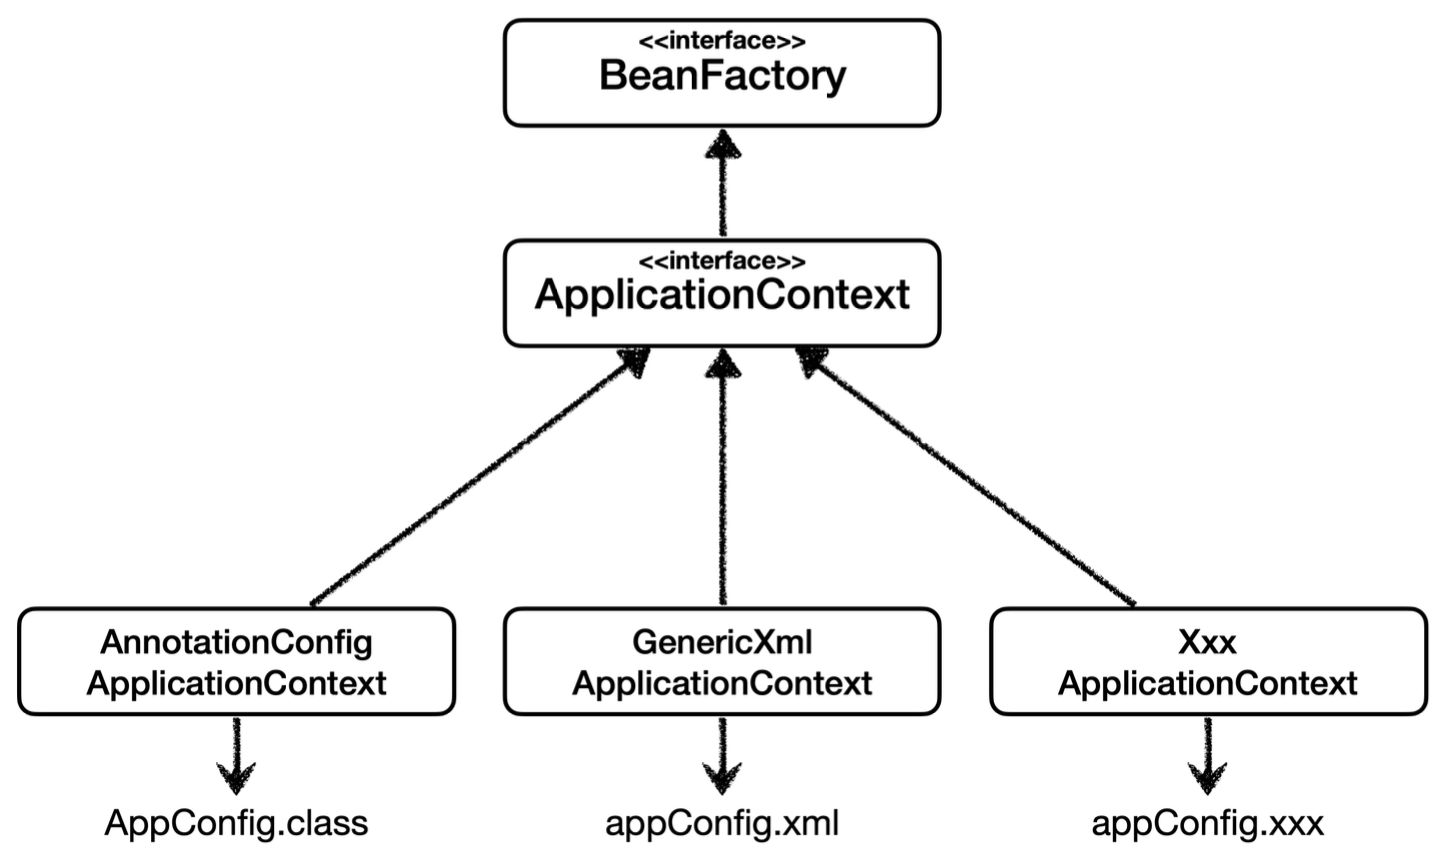 <<interface>>
BeanFactory
<<interface>>
ApplicationContext
AnnotationConfig
ApplicationContext
GenericXml
ApplicationContext
Xxx
ApplicationContext
AppConfig.class
appConfig.xml
appConfig.xxx